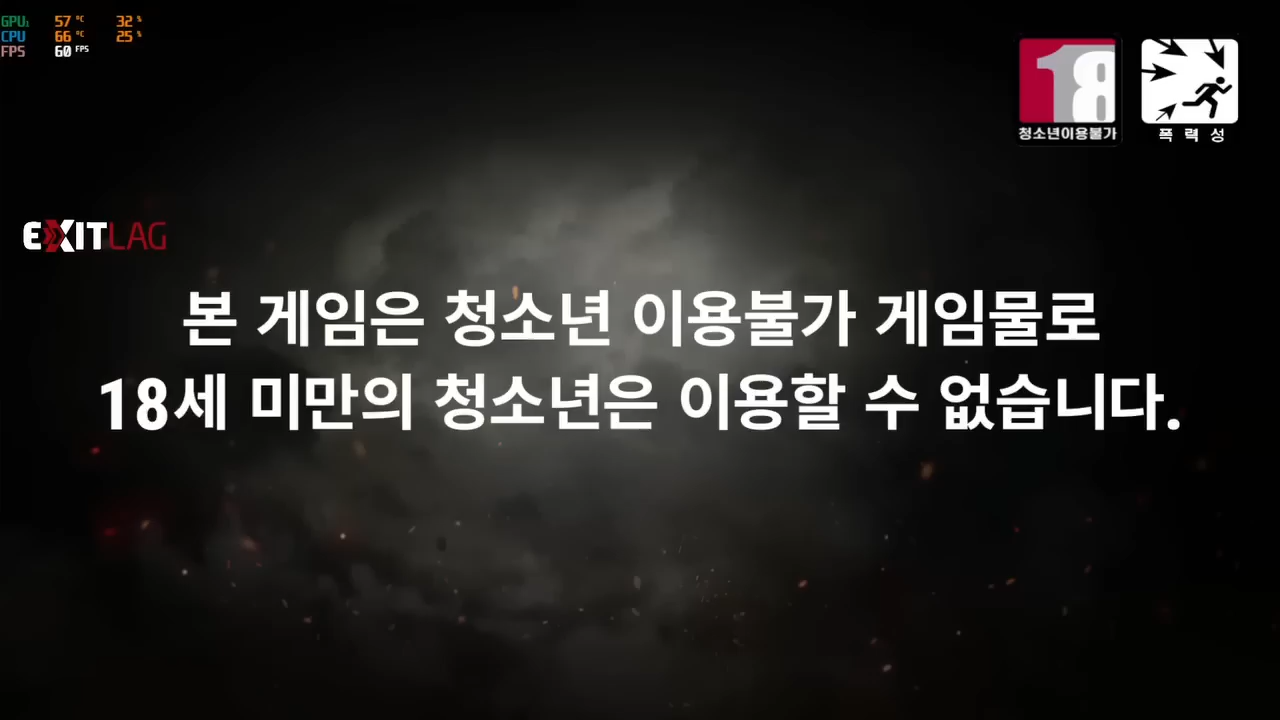 GPU1 57 °C 32 %
CPU 66 °C 25 %
FPS 60 FPS
18
청소년이용불가
폭력성
EXITLAG
본 게임은 청소년 이용불가 게임물로
18세 미만의 청소년은 이용할 수 없습니다.